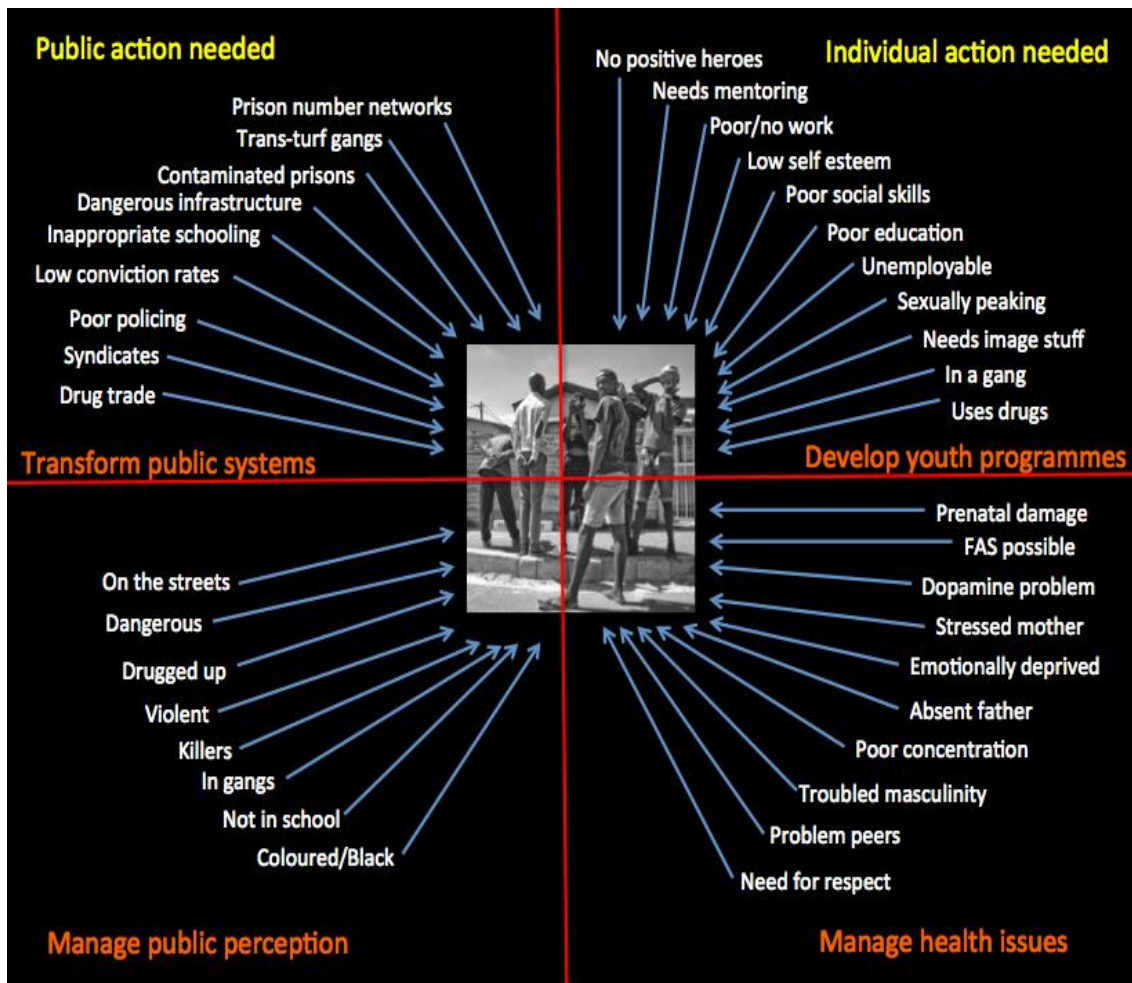 Public action needed
Prison number networks
Trans-turf gangs
Contaminated prisons
Dangerous infrastructure
Inappropriate schooling
Low conviction rates
Poor policing
Syndicates
Drug trade
Transform public systems
Individual action needed
No positive heroes
Needs mentoring
Poor/no work
Low self esteem
Poor social skills
Poor education
Unemployable
Sexually peaking
Needs image stuff
In a gang
Uses drugs
Develop youth programmes
On the streets
Dangerous
Drugged up
Violent
Killers
In gangs
Not in school
Coloured/Black
Manage public perception
Prenatal damage
FAS possible
Dopamine problem
Stressed mother
Emotionally deprived
Absent father
Poor concentration
Troubled masculinity
Problem peers
Need for respect
Manage health issues